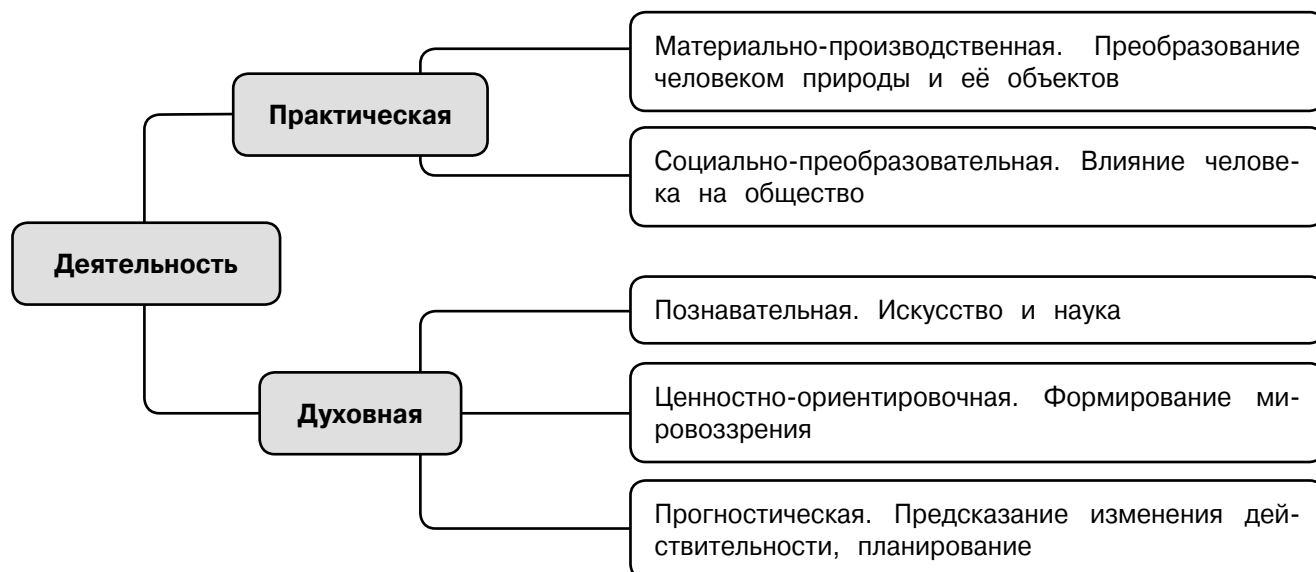 Материально-производственная. Преобразование
человеком природы и её объектов
Практическая
Социально-преобразовательная. Влияние челове-
ка на общество
Деятельность
Познавательная. Искусство и наука
Ценностно-ориентировочная. Формирование ми-
ровоззрения
Духовная
Прогностическая. Предсказание изменения дей-
ствительности, планирование